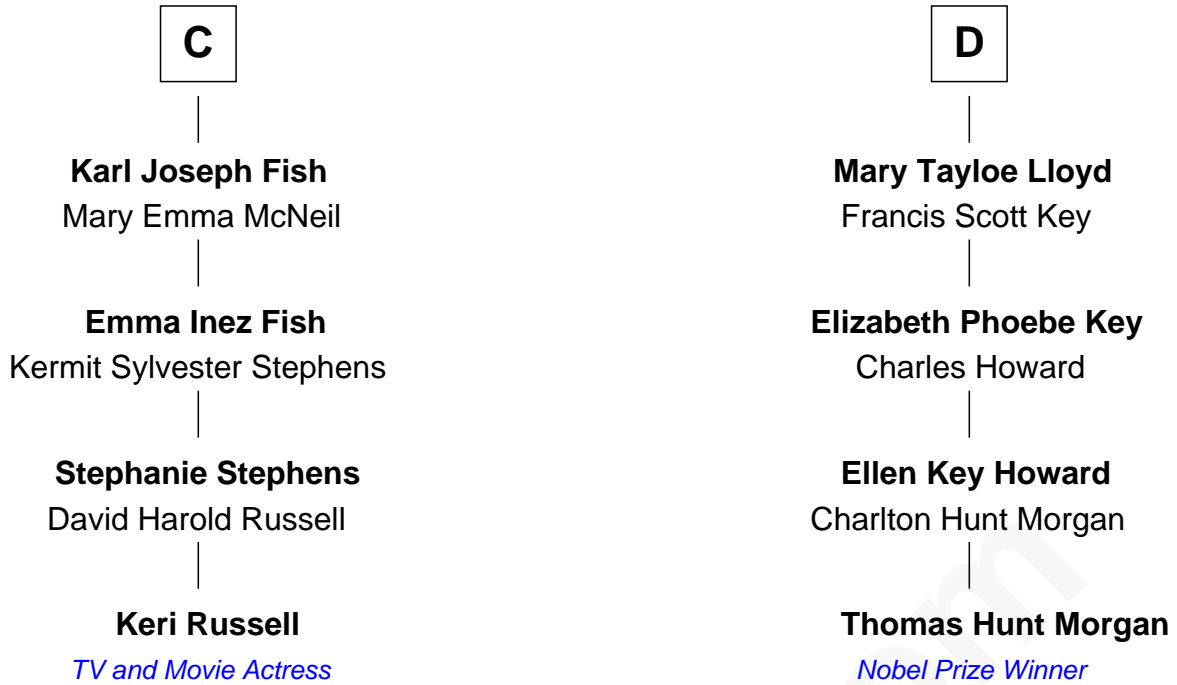 C
Karl Joseph Fish
Mary Emma McNeil
Emma Inez Fish
Kermit Sylvester Stephens
Stephanie Stephens
David Harold Russell
Keri Russell
TV and Movie Actress
D
Mary Tayloe Lloyd
Francis Scott Key
Elizabeth Phoebe Key
Charles Howard
Ellen Key Howard
Charlton Hunt Morgan
Thomas Hunt Morgan
Nobel Prize Winner